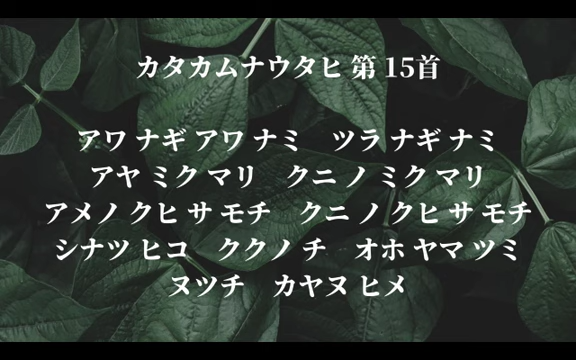 カタカムナウタヒ 第 15首
アワ ナギ アワ ナミ　ツラ ナギ ナミ
アヤ ミク マリ　クニ ノ ミク マリ
アメノ クヒ サ モチ　クニ ノ クヒ サ モチ
シナツ ヒコ　ククノ チ　オホ ヤマ ツミ
ヌツチ　カヤヌ ヒメ